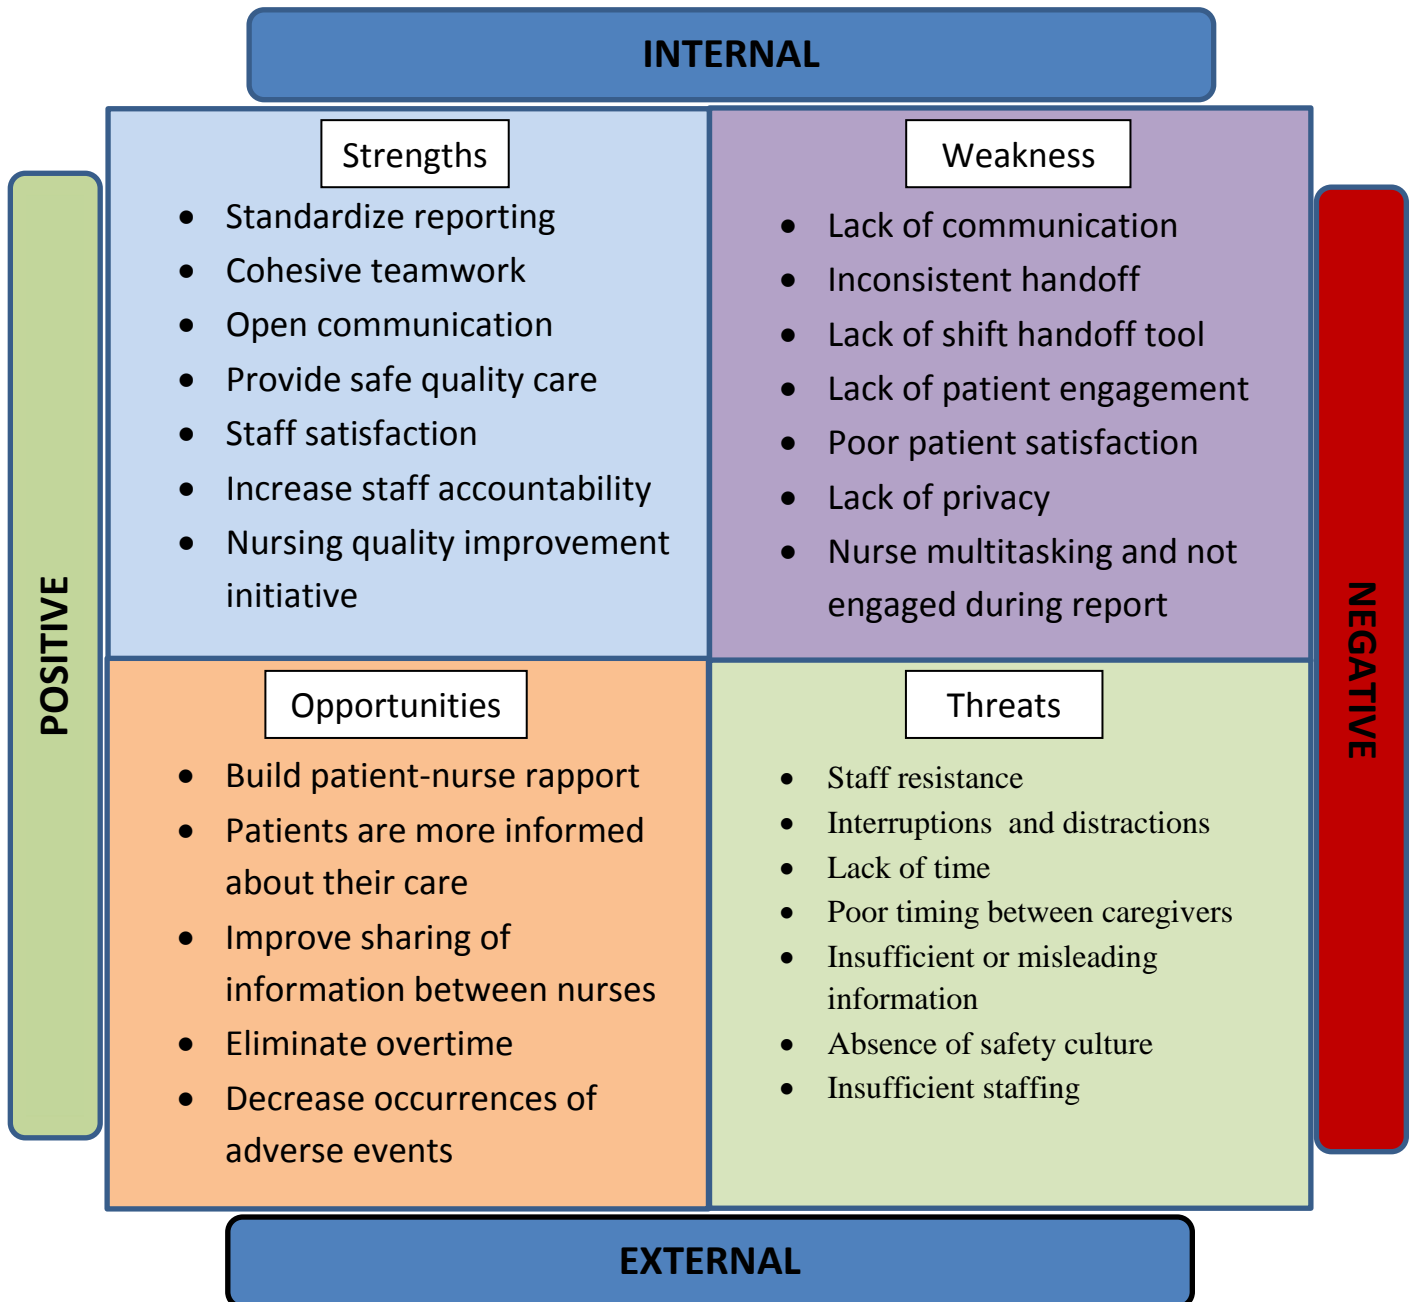 INTERNAL
POSITIVE
Strengths
• Standardize reporting
• Cohesive teamwork
• Open communication
• Provide safe quality care
• Staff satisfaction
• Increase staff accountability
• Nursing quality improvement
initiative
Weakness
• Lack of communication
• Inconsistent handoff
• Lack of shift handoff tool
• Lack of patient engagement
• Poor patient satisfaction
• Lack of privacy
• Nurse multitasking and not
engaged during report
NEGATIVE
Opportunities
• Build patient-nurse rapport
• Patients are more informed
about their care
• Improve sharing of
information between nurses
• Eliminate overtime
• Decrease occurrences of
adverse events
Threats
• Staff resistance
• Interruptions  and distractions
• Lack of time
• Poor timing between caregivers
• Insufficient or misleading
information
• Absence of safety culture
• Insufficient staffing
EXTERNAL